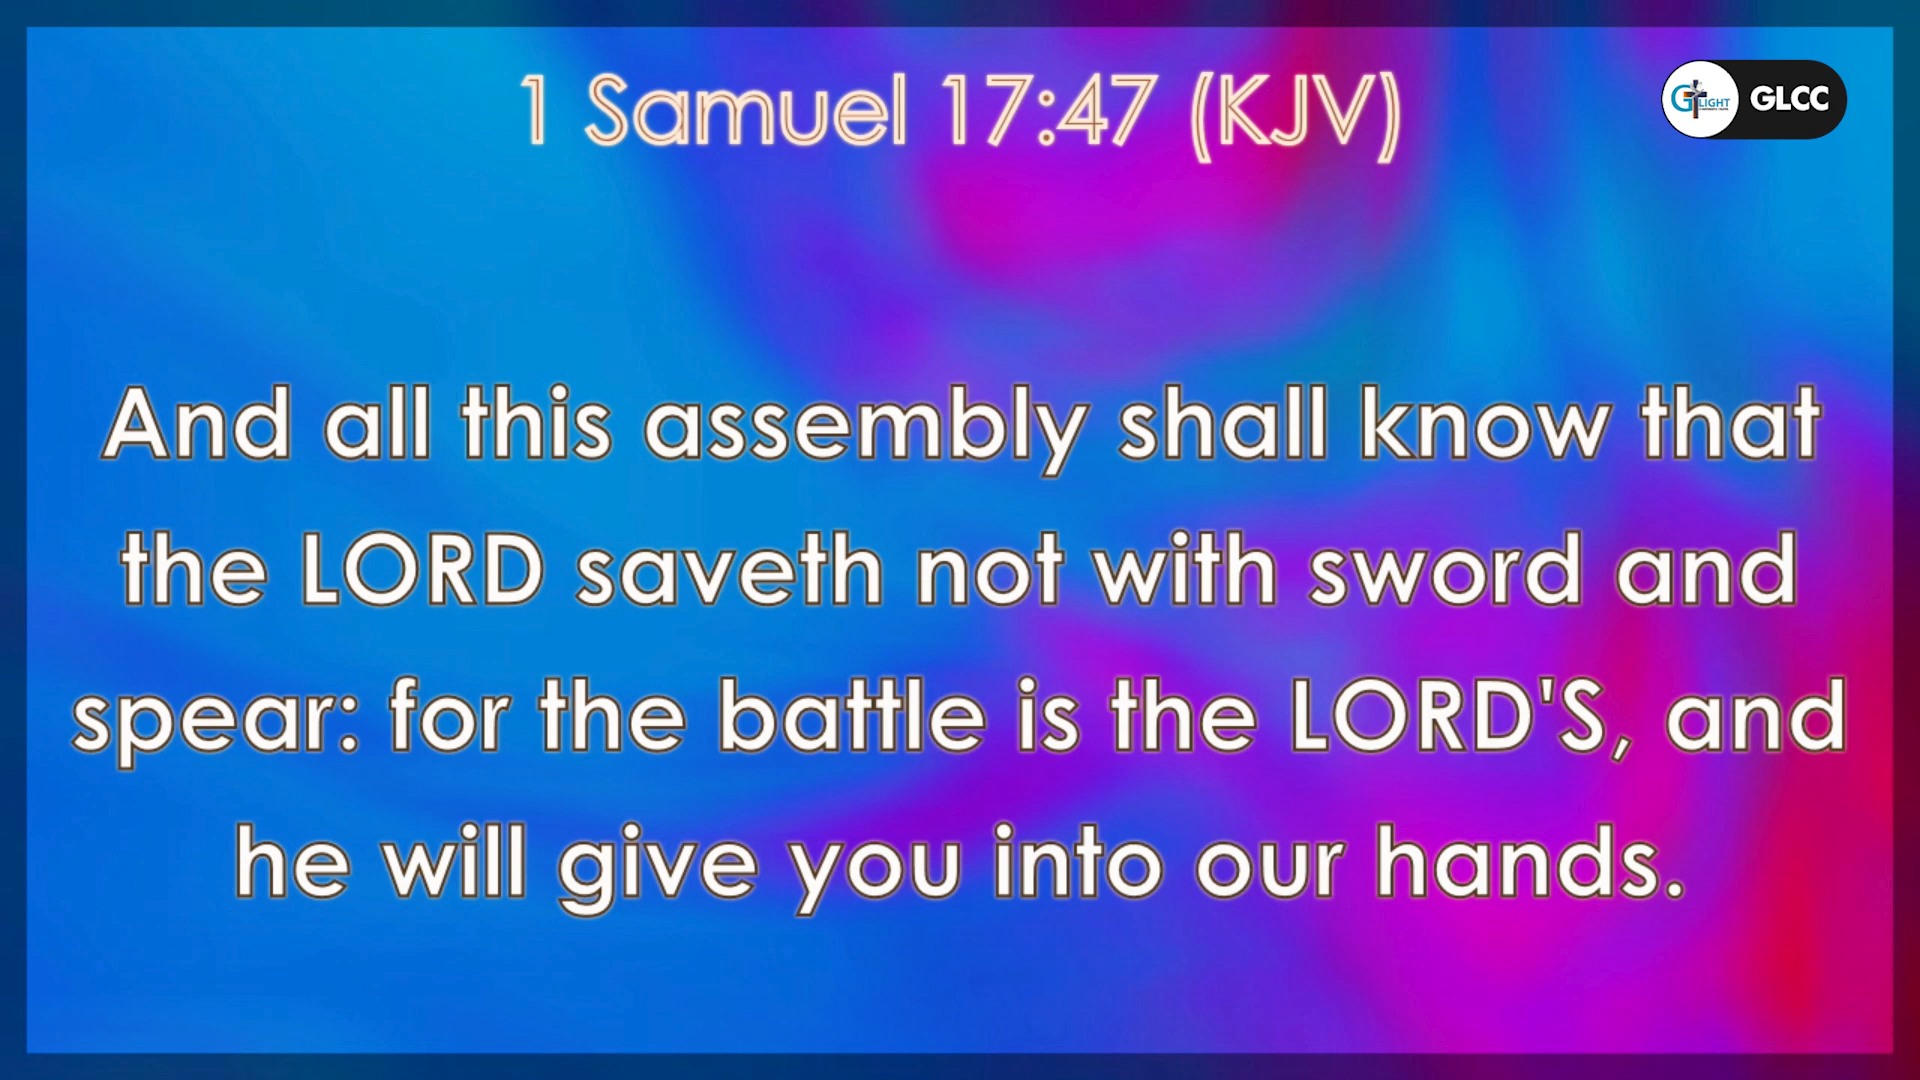 1 Samuel 17:47 (KJV)
G LIGHT
GLCC
And all this assembly shall know that
the LORD saveth not with sword and
spear: for the battle is the LORD'S, and
he will give you into our hands.